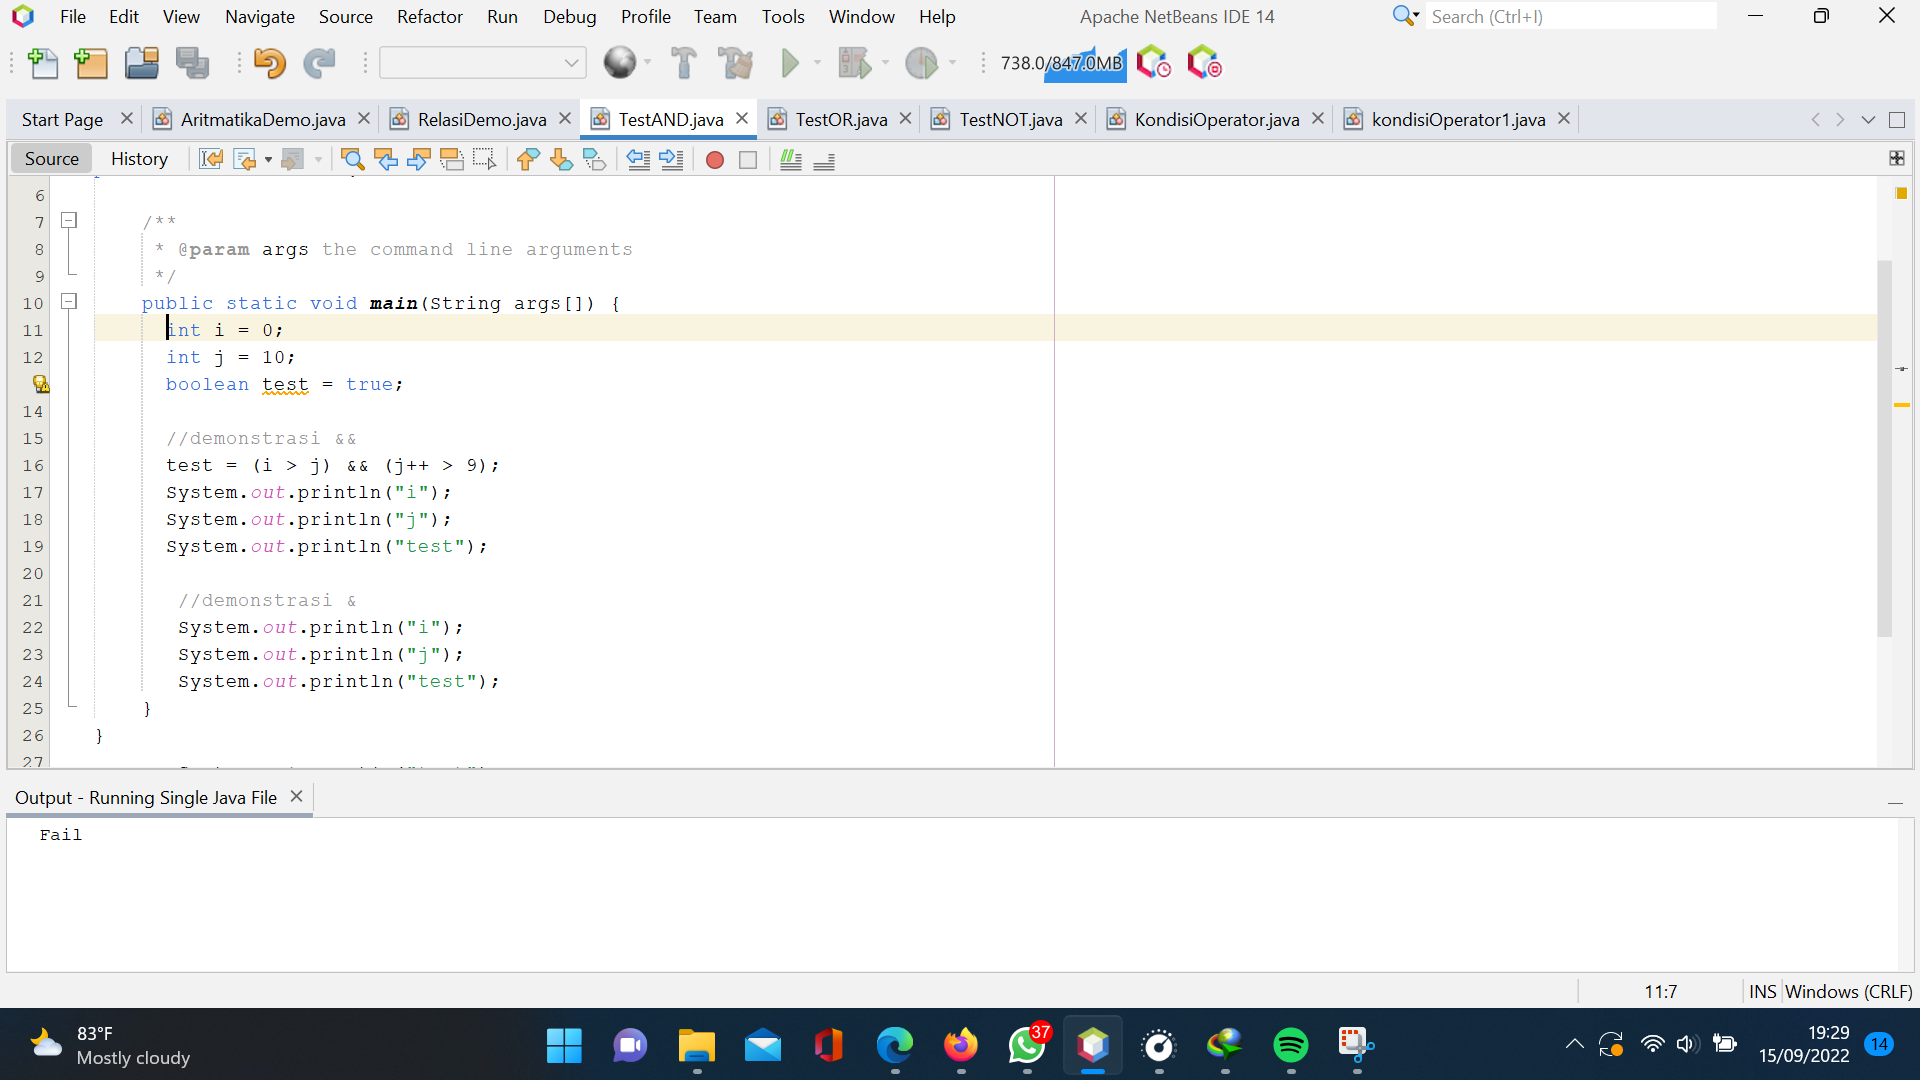 File Edit View Navigate Source Refactor Run Debug Profile Team Tools Window Help Apache NetBeans IDE 14 Search (Ctrl+I)
738.0/847.0MB
Start Page AritmatikaDemo.java RelasiDemo.java TestAND.java TestOR.java TestNOT.java KondisiOperator.java kondisiOperator1.java
Source History
6
7 /**
8 * @param args the command line arguments
9 */
10 public static void main(String args[]) {
11 int i = 0;
12 int j = 10;
boolean test = true;
14
15 //demonstrasi &&
16 test = (i > j) && (j++ > 9);
17 System.out.println("i");
18 System.out.println("j");
19 System.out.println("test");
20
21 //demonstrasi &
22 System.out.println("i");
23 System.out.println("j");
24 System.out.println("test");
25 }
26 }
27
Output - Running Single Java File
Fail
11:7 INS Windows (CRLF)
83°F
Mostly cloudy
37
19:29
15/09/2022
14